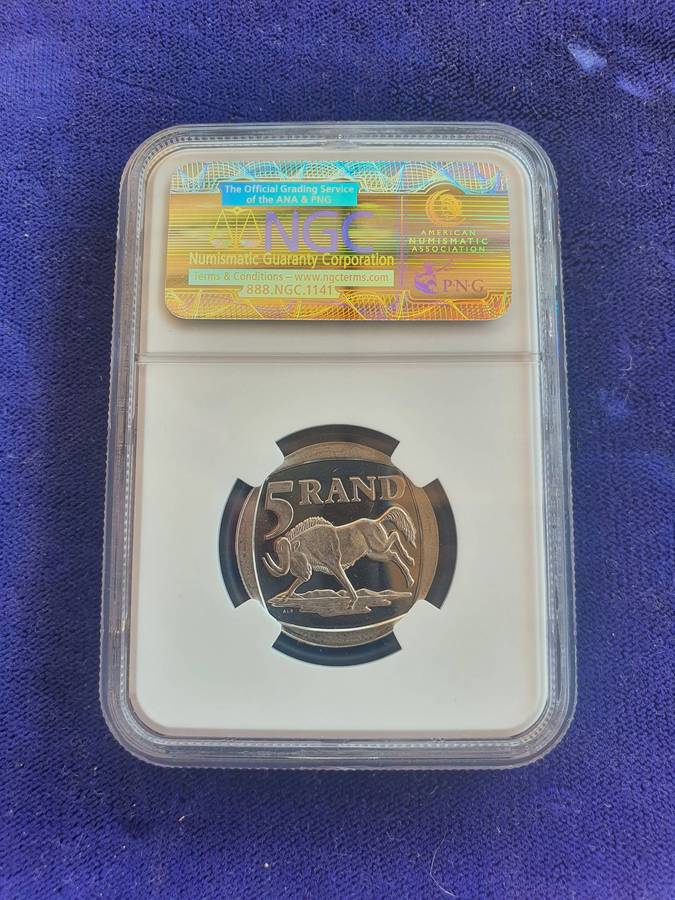 The Official Grading Service
of the ANA & PNG
NGC
Numismatic Guaranty Corporation
Terms & Conditions – www.ngcterms.com
888.NGC.1141
AMERICAN
NUMISMATIC
ASSOCIATION
P·N·G
5 RAND
ALS